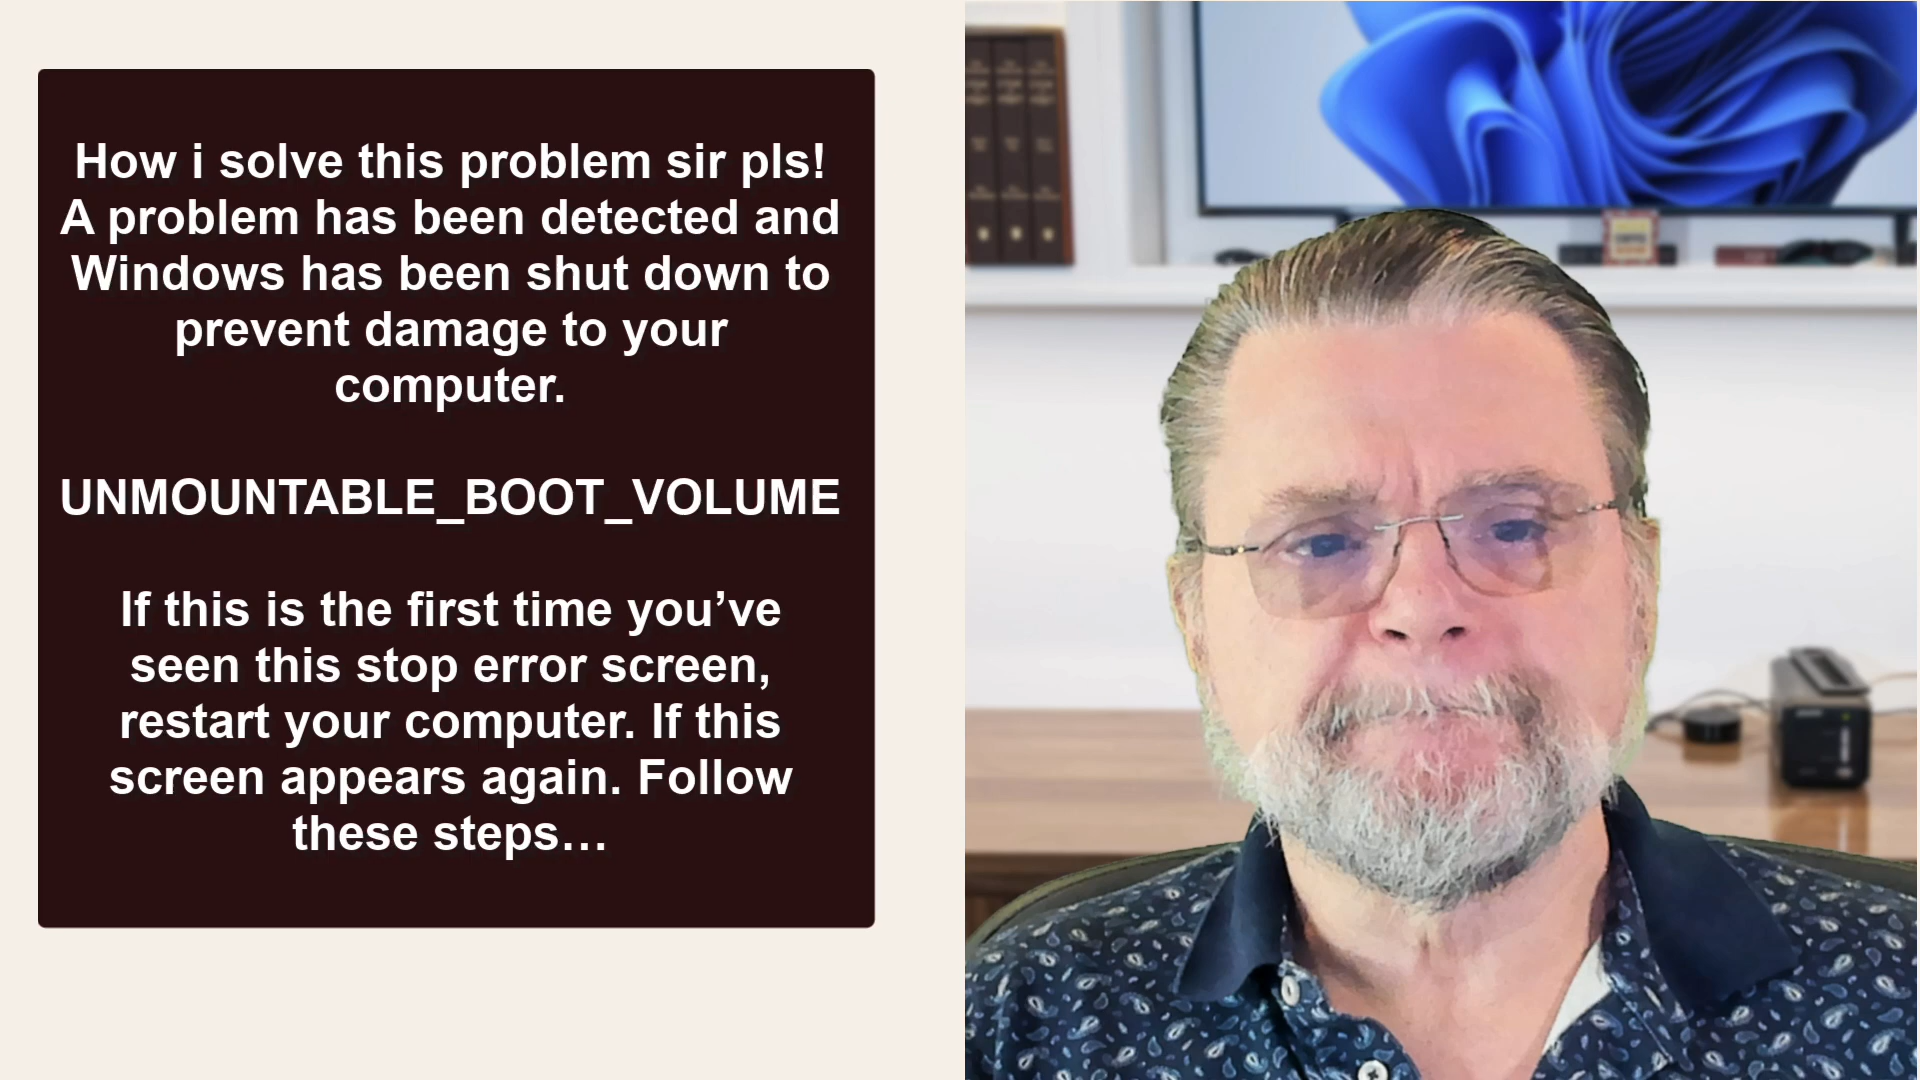 How i solve this problem sir pls!
A problem has been detected and
Windows has been shut down to
prevent damage to your
computer.
UNMOUNTABLE_BOOT_VOLUME
If this is the first time you’ve
seen this stop error screen,
restart your computer. If this
screen appears again. Follow
these steps…